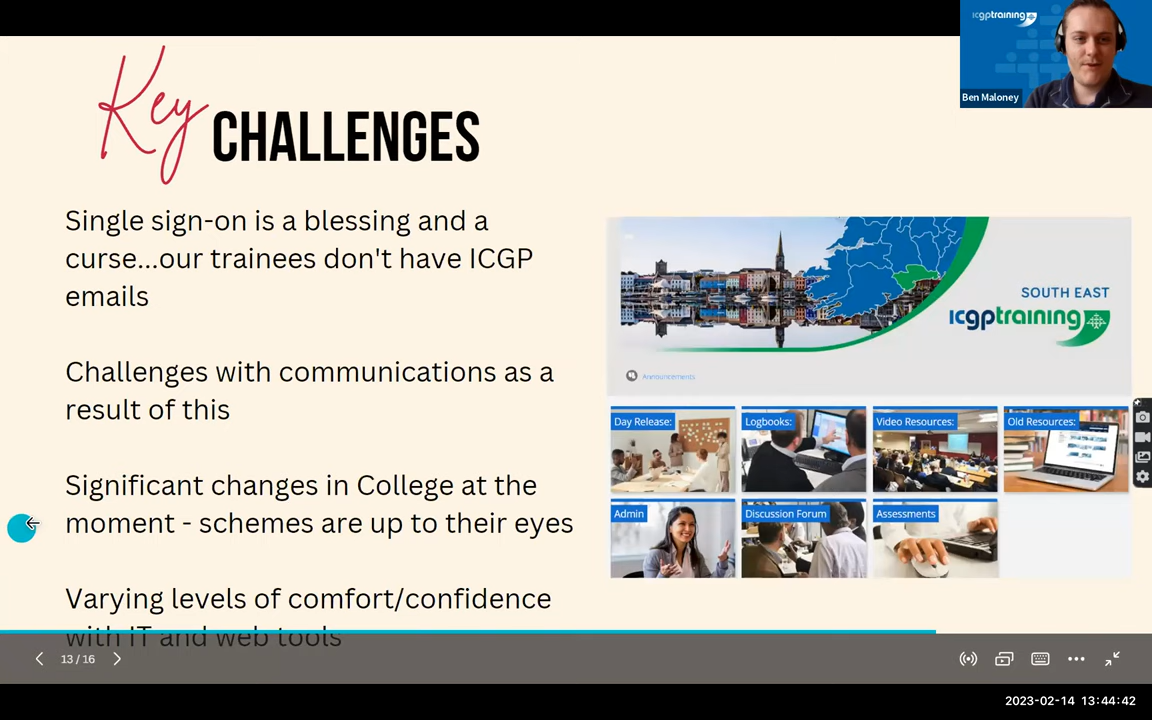 icgptraining
Ben Maloney
Key CHALLENGES
Single sign-on is a blessing and a
curse...our trainees don't have ICGP
emails
Challenges with communications as a
result of this
Significant changes in College at the
moment - schemes are up to their eyes
Varying levels of comfort/confidence
with IT and web tools
SOUTH EAST
icgptraining
Announcements
Day Release:
Logbooks:
Video Resources:
Old Resources:
Admin
Discussion Forum
Assessments
13 / 16
2023-02-14 13:44:42